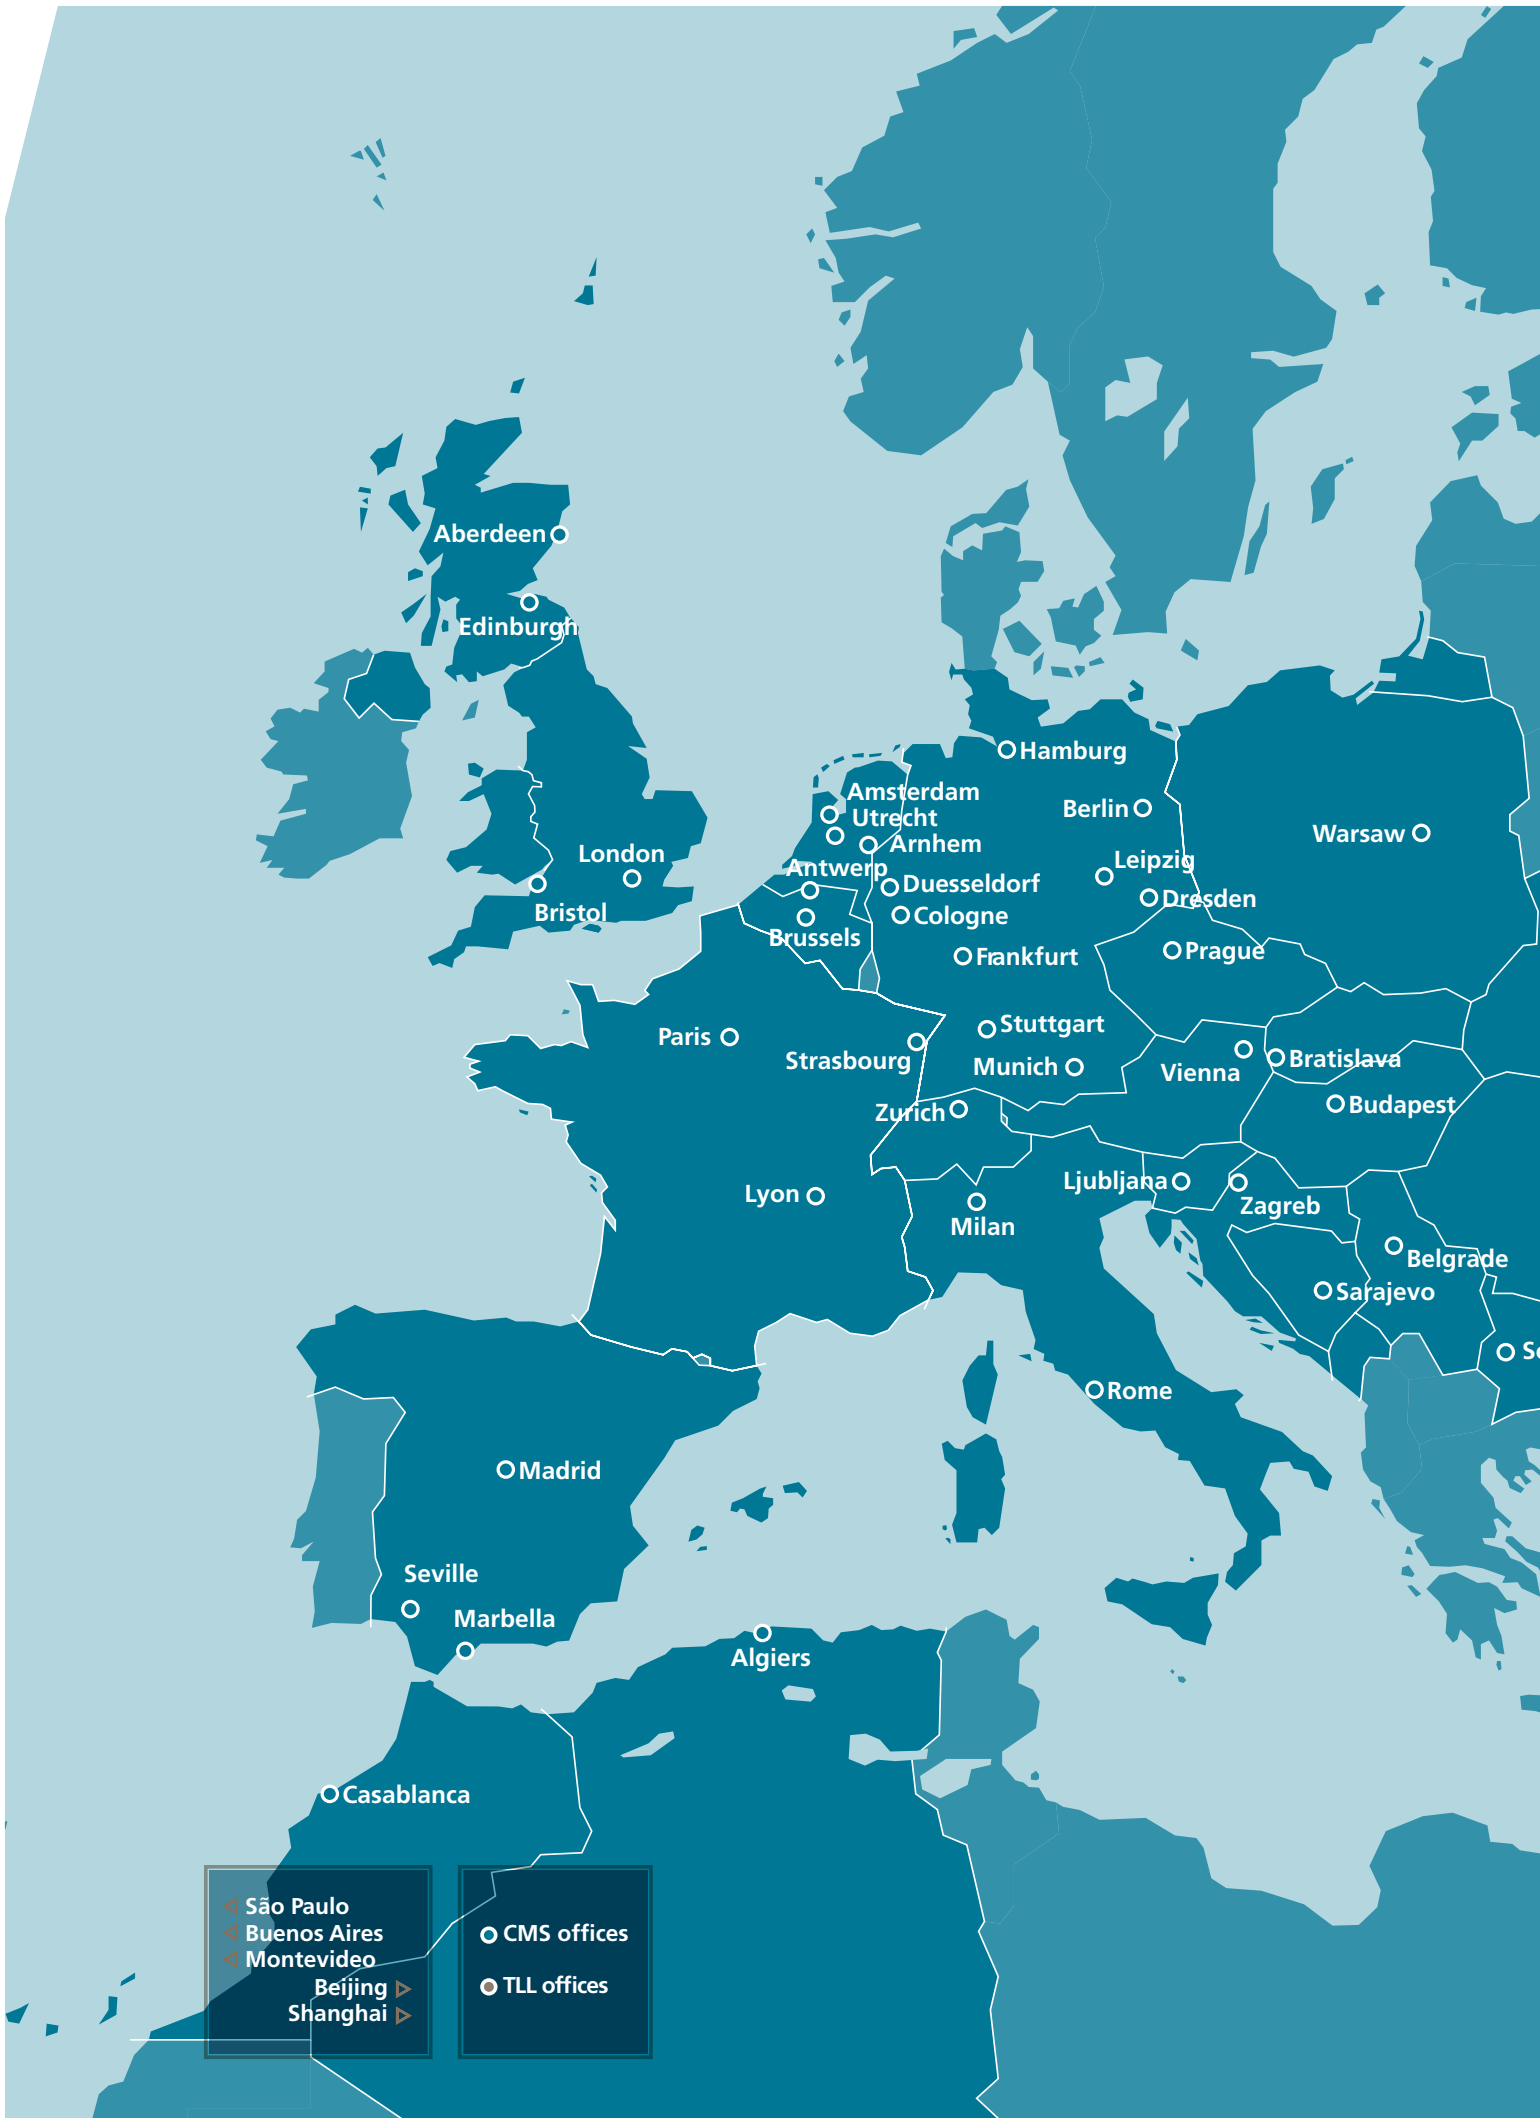 Aberdeen
Edinburgh
Hamburg
Amsterdam
Utrecht
Berlin
Arnhem
Warsaw
London
Leipzig
Antwerp
Duesseldorf
Dresden
Bristol
Cologne
Brussels
Prague
Frankfurt
Stuttgart
Paris
Strasbourg
Munich
Bratislava
Vienna
Budapest
Zurich
Ljubljana
Lyon
Zagreb
Milan
Belgrade
Sarajevo
Rome
Madrid
Seville
Marbella
Algiers
Casablanca
São Paulo
Buenos Aires
Montevideo
Beijing
Shanghai
CMS offices
TLL offices